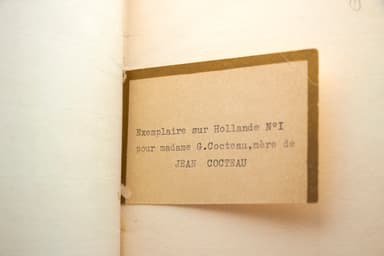 Exemplaire sur Hollande N°I
pour madame G.Cocteau,mère de
JEAN COCTEAU